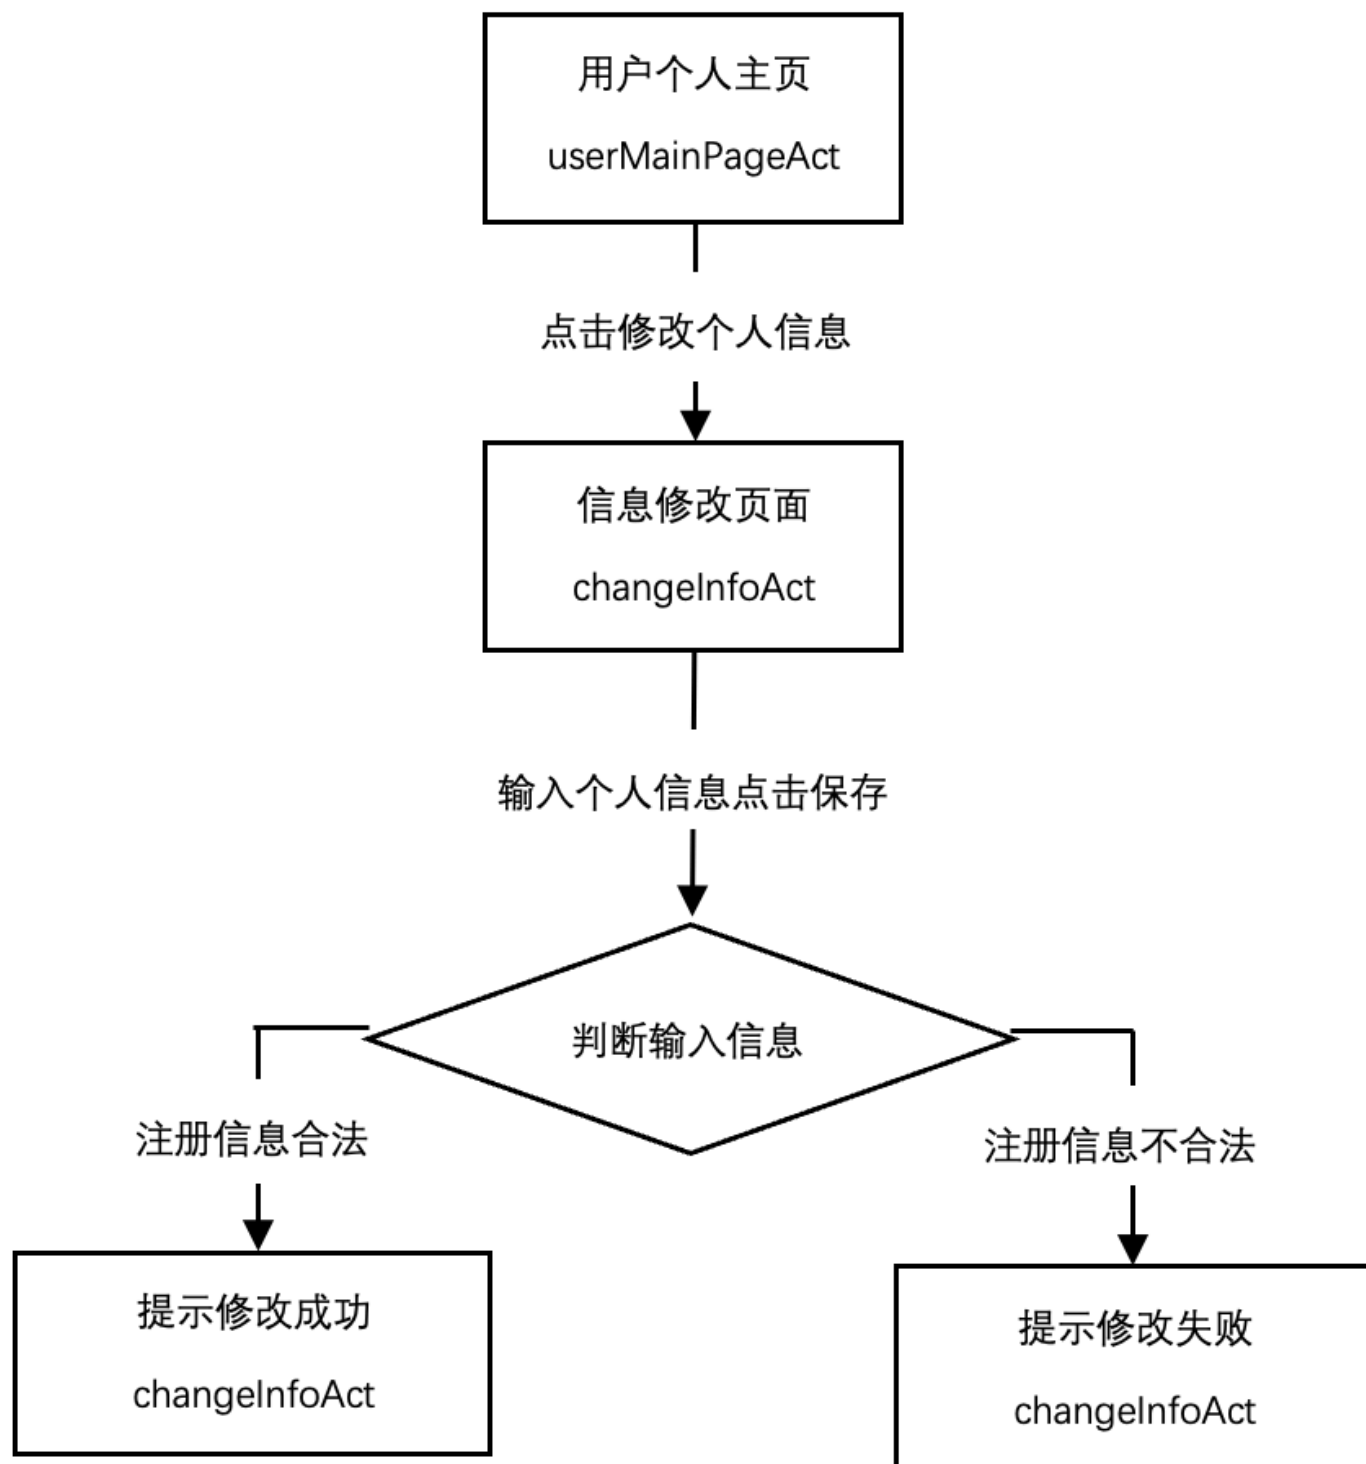 用户个人主页
userMainPageAct
点击修改个人信息
信息修改页面
changeInfoAct
输入个人信息点击保存
判断输入信息
注册信息合法
注册信息不合法
提示修改成功
changeInfoAct
提示修改失败
changeInfoAct